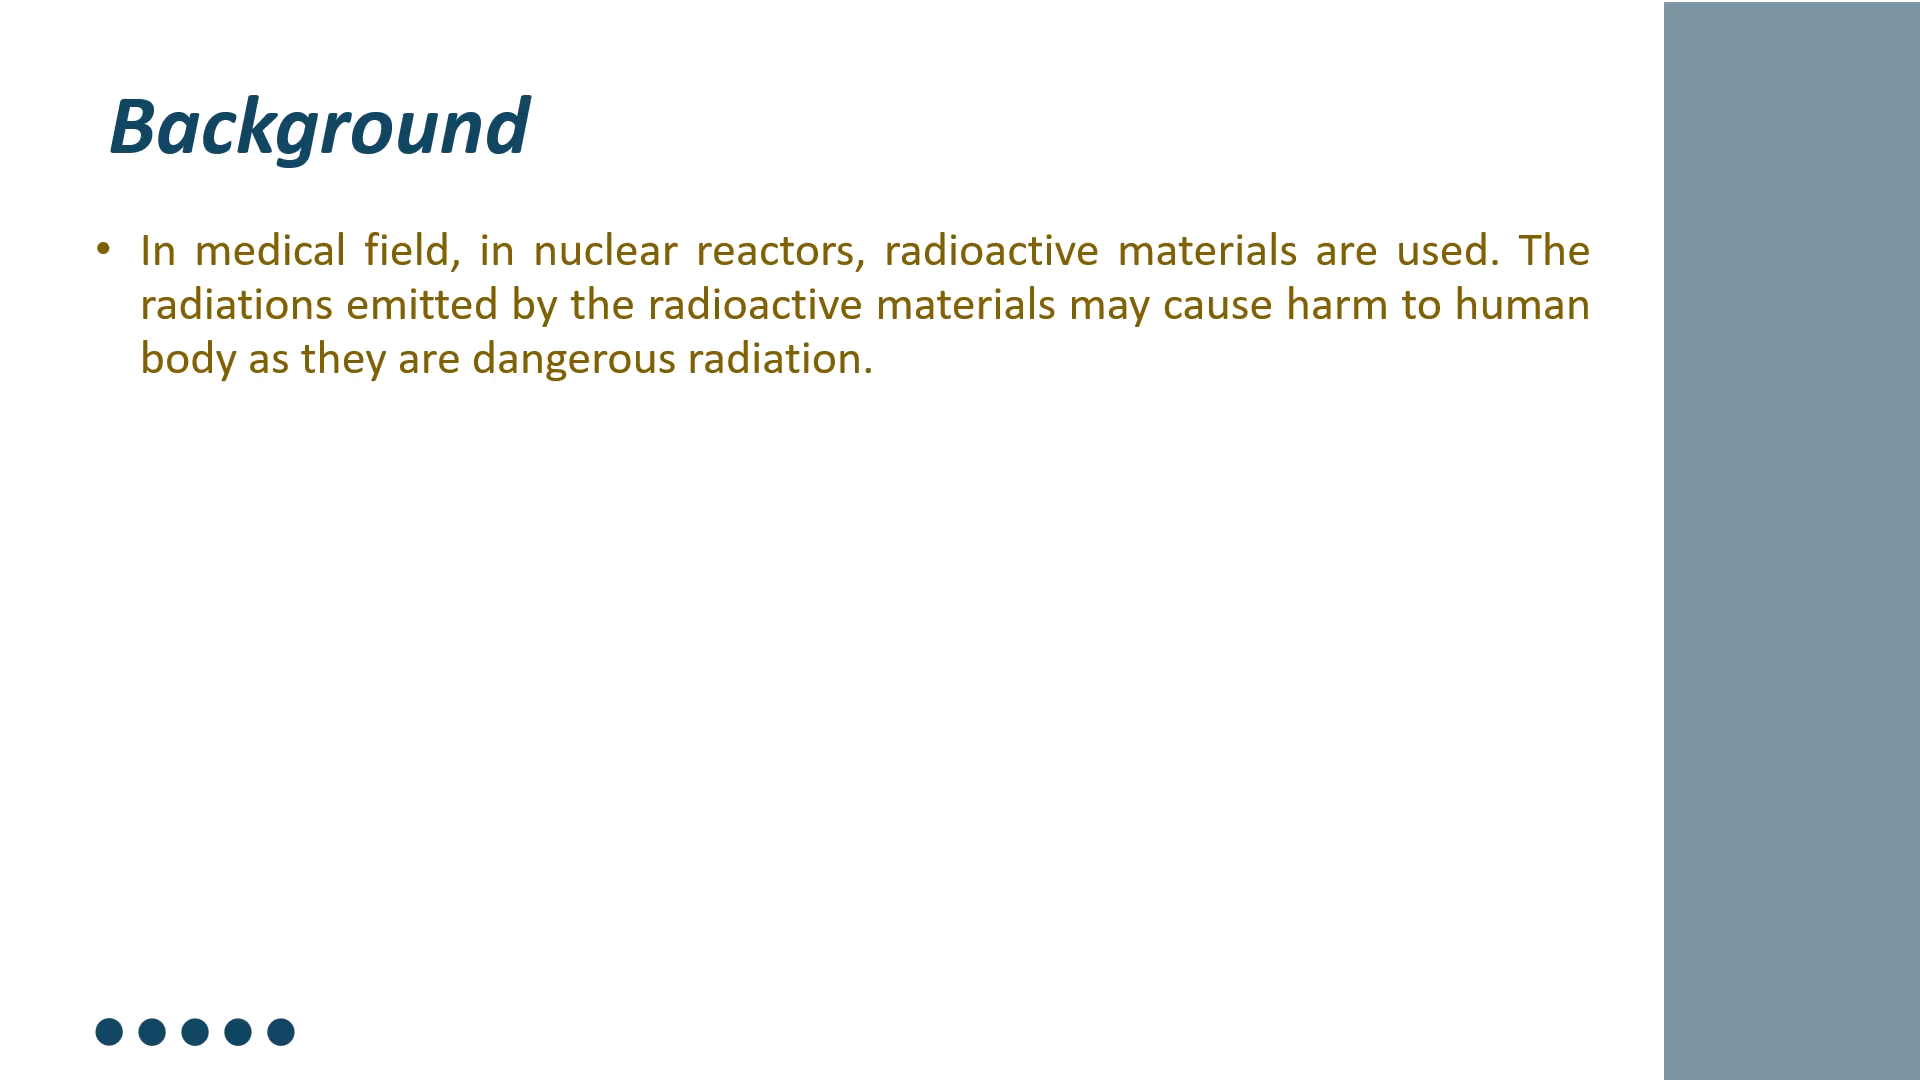 Background
• In medical field, in nuclear reactors, radioactive materials are used. The
radiations emitted by the radioactive materials may cause harm to human
body as they are dangerous radiation.